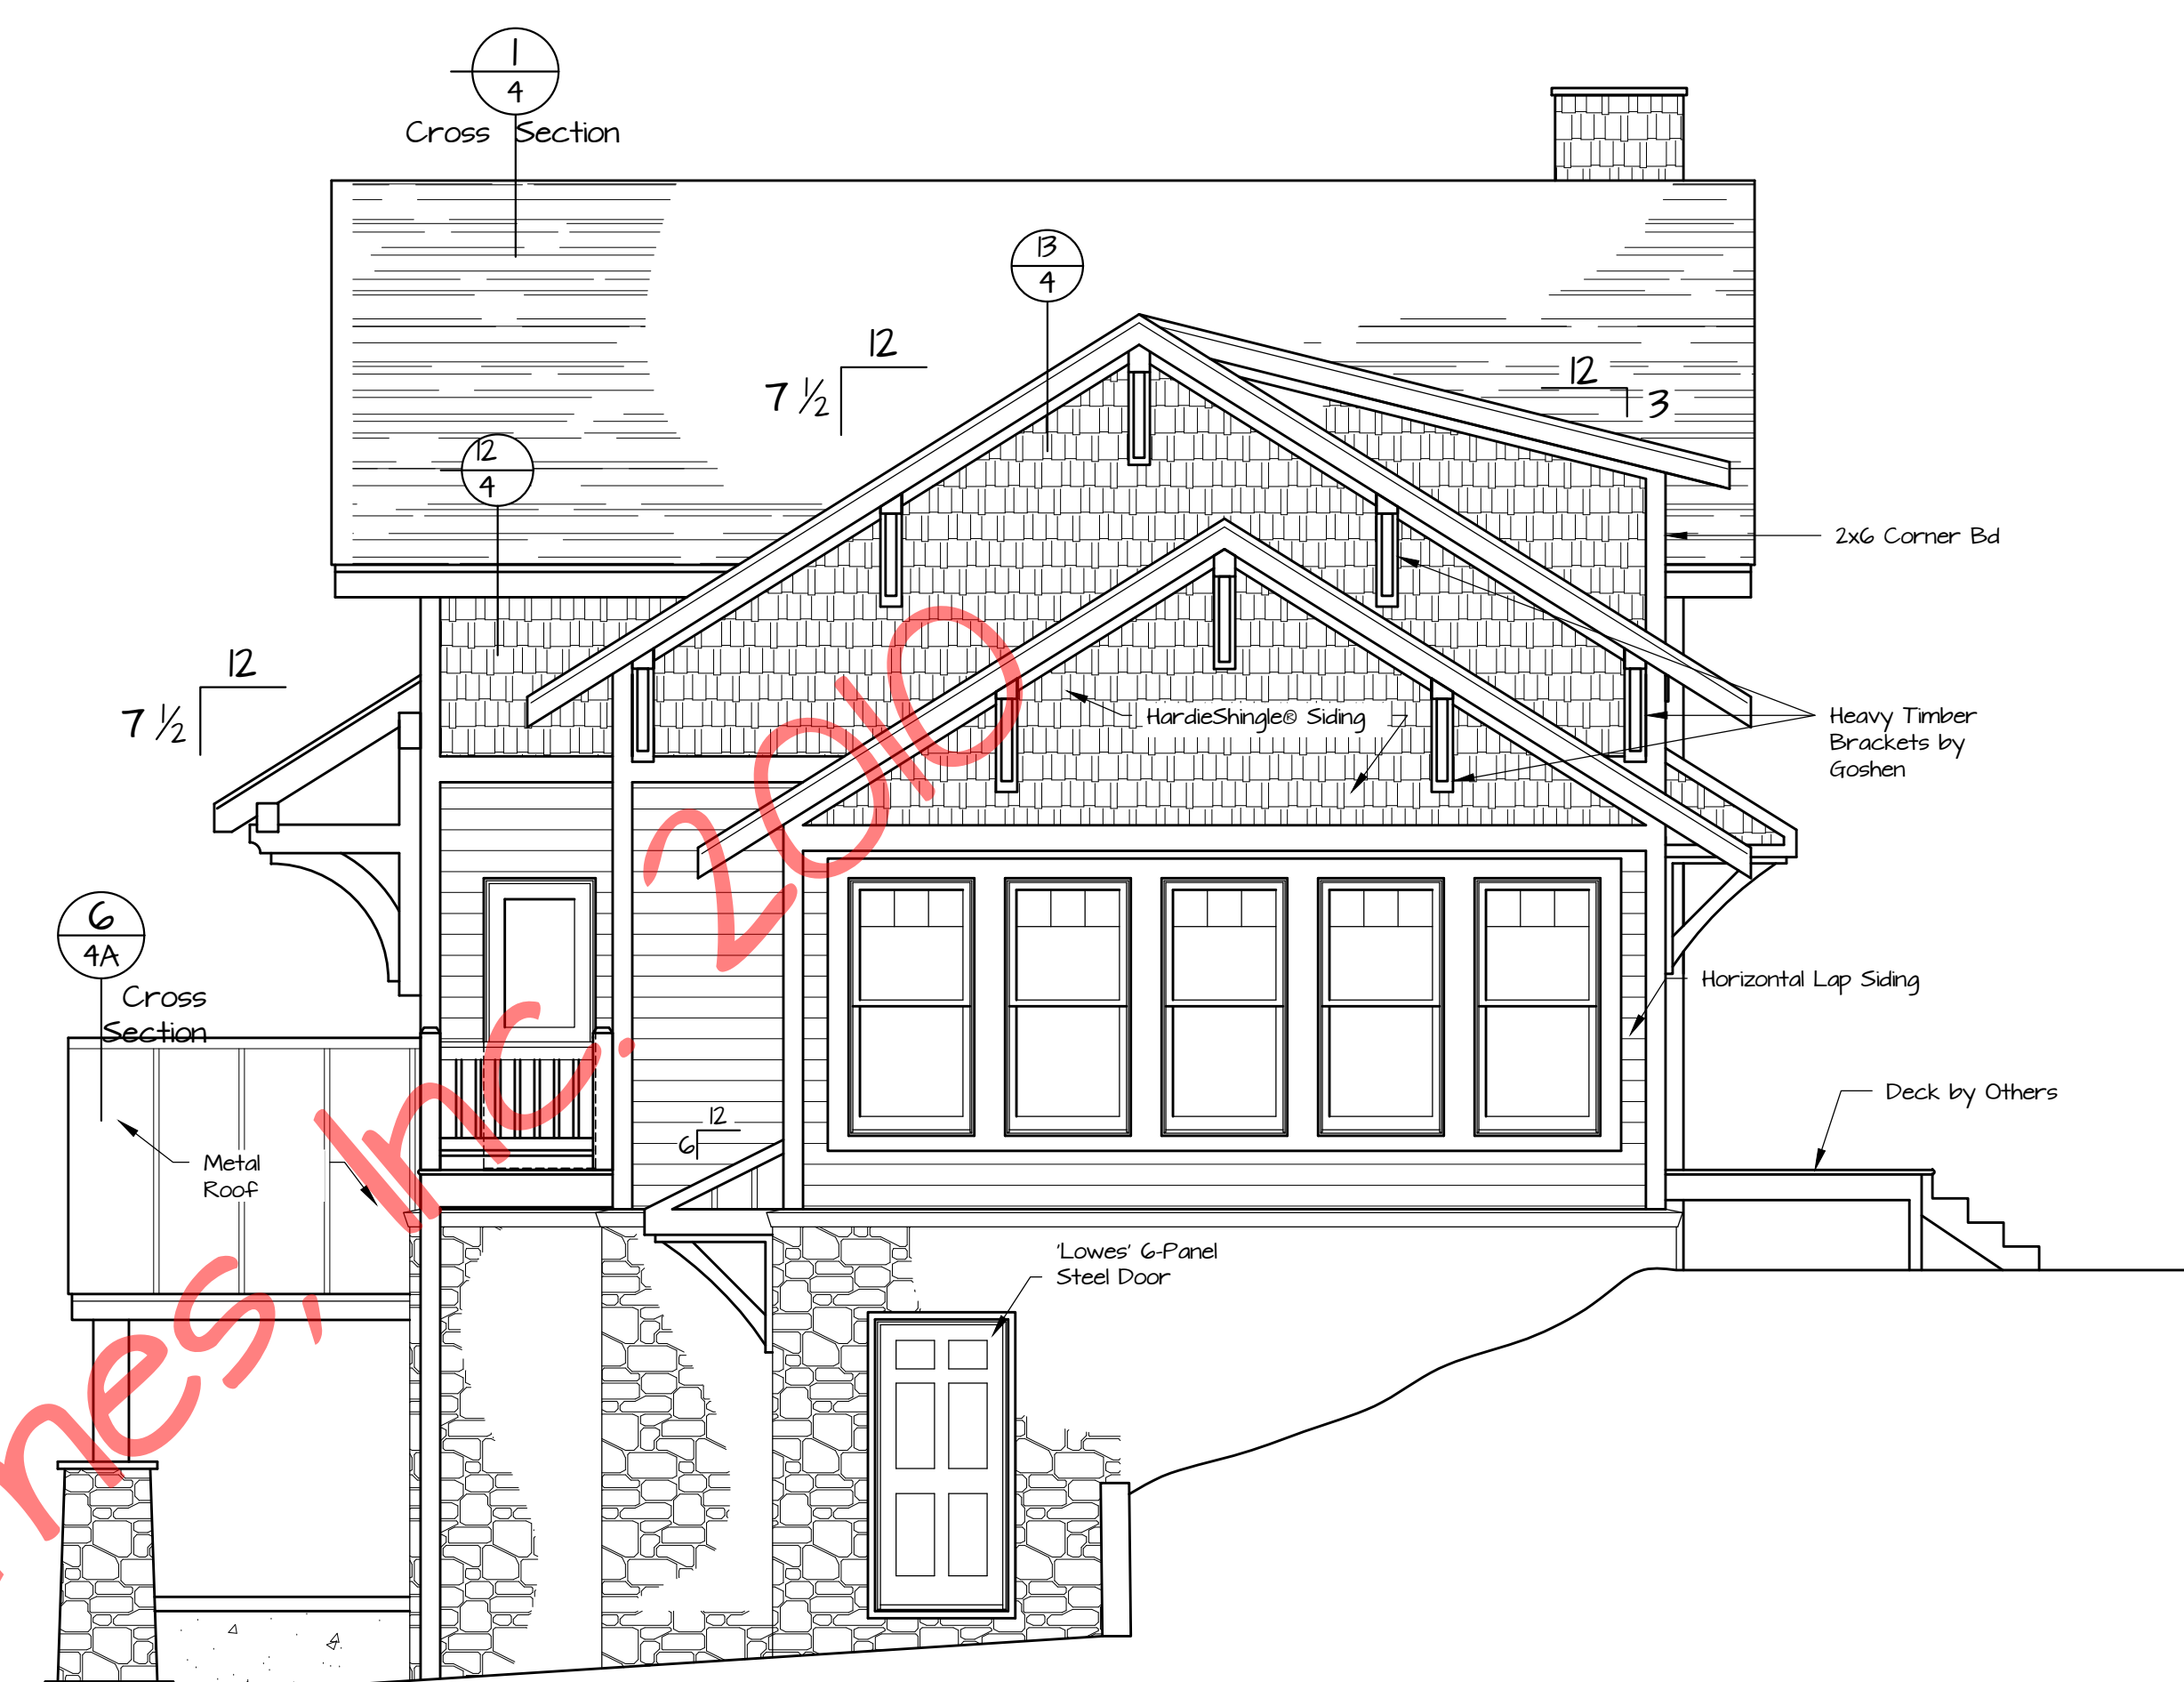 1
4
Cross Section
13
4
12
7 ½
12
3
12
4
2x6 Corner Bd
12
7 ½
HardieShingle® Siding
Heavy Timber
Brackets by
Goshen
6
4A
Cross
Section
Horizontal Lap Siding
Deck by Others
12
6
Metal
Roof
'Lowes' 6-Panel
Steel Door
mes, Inc. 2010